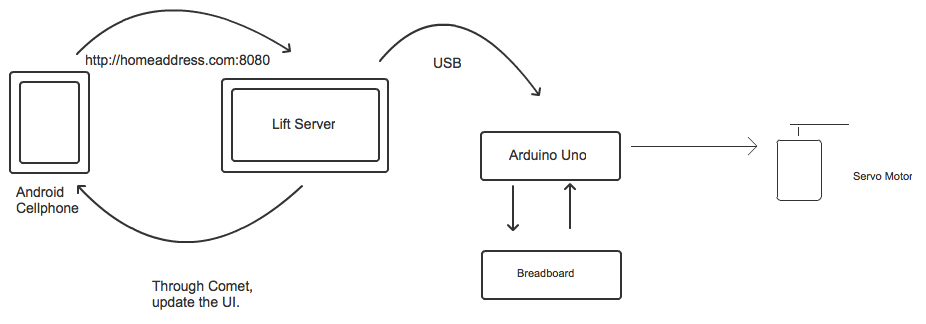 http://homeaddress.com:8080
USB
Lift Server
Arduino Uno
Servo Motor
Android
Cellphone
Breadboard
Through Comet,
update the UI.